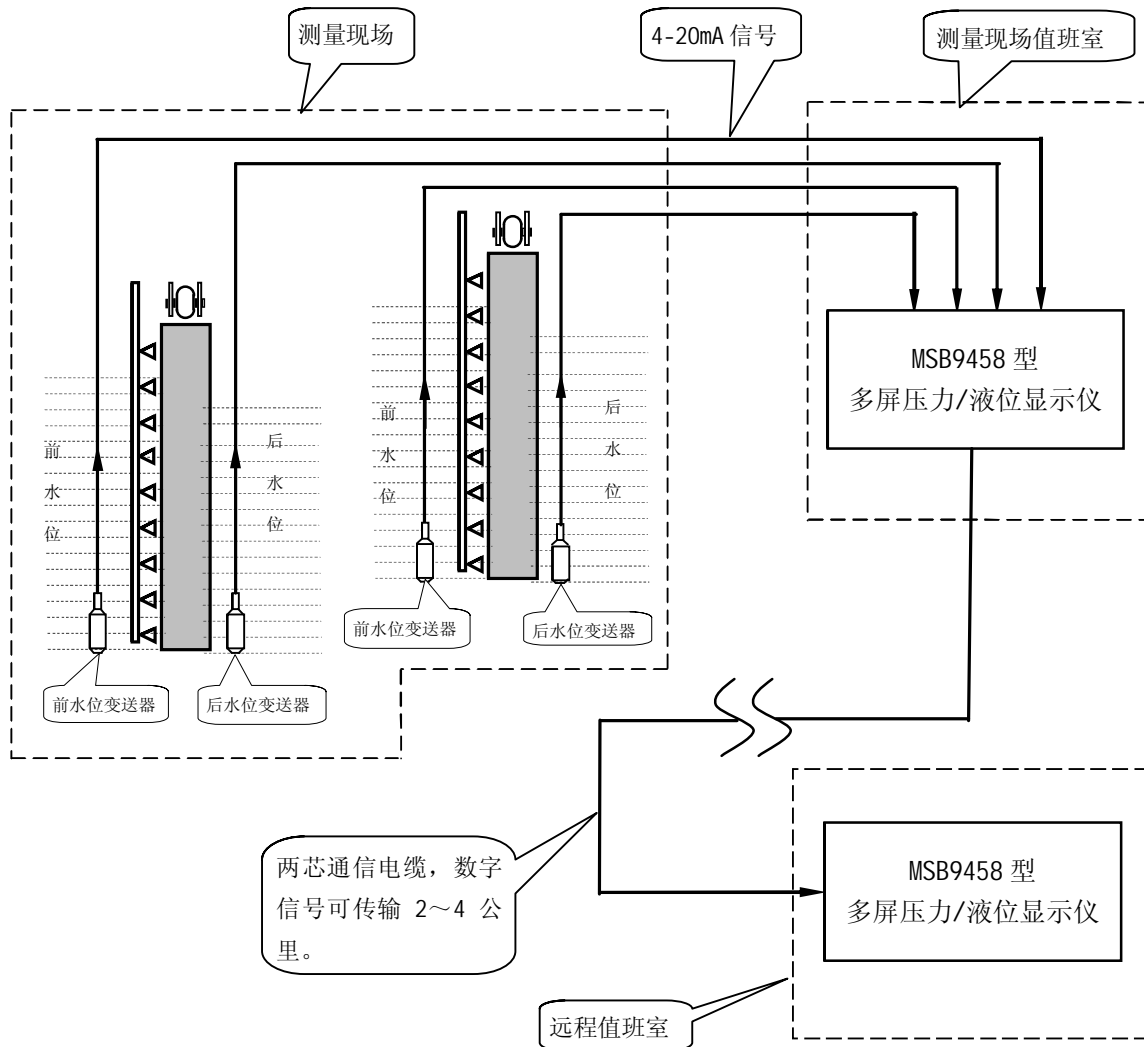 测量现场
4-20mA 信号
测量现场值班室
MSB9458 型
多屏压力/液位显示仪
前水位
后水位
前水位
后水位
前水位变送器
后水位变送器
前水位变送器
后水位变送器
两芯通信电缜，数字
信号可传输 2～4 公
里。
MSB9458 型
多屏压力/液位显示仪
远程值班室